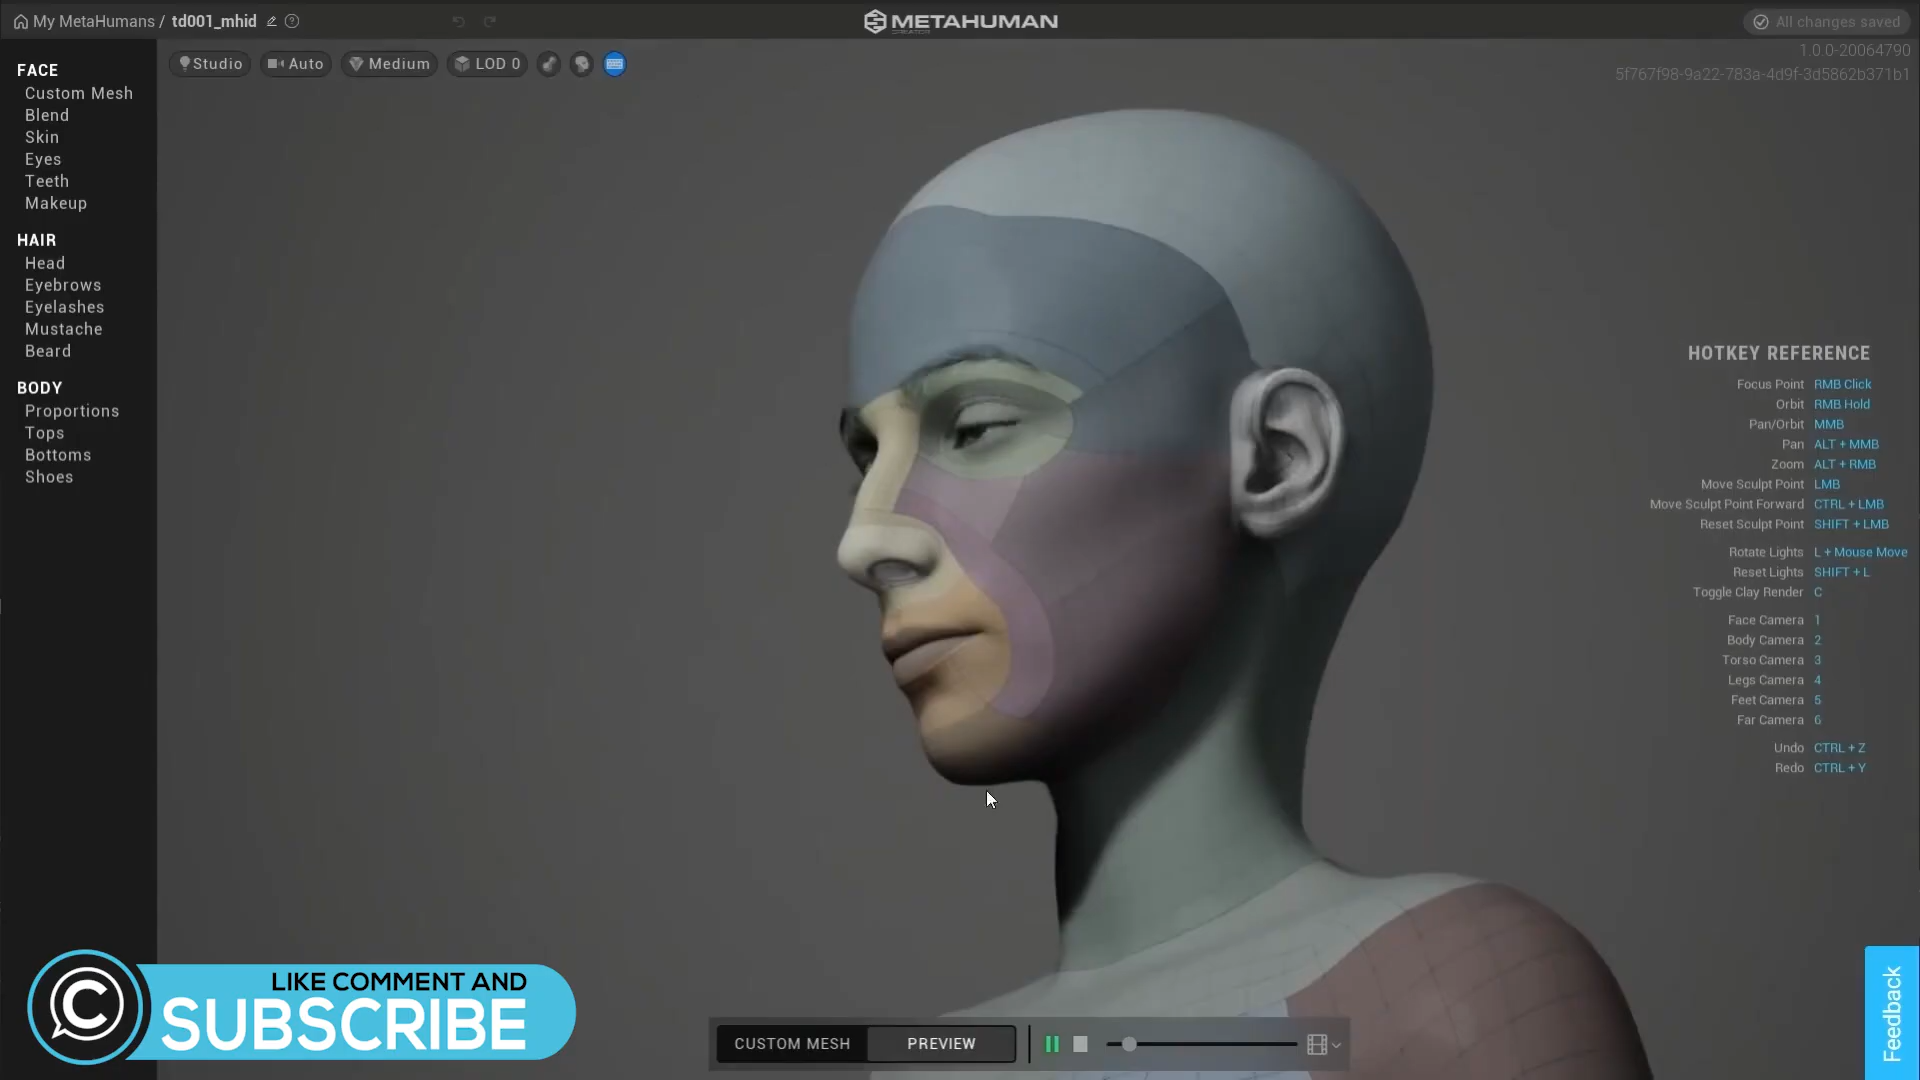 My MetaHumans / td001_mhid
METAHUMAN
CREATOR
All changes saved
1.0.0-20064790
5f767f98-9a22-783a-4d9f-3d5862b371b1
Studio
Auto
Medium
LOD 0
FACE
Custom Mesh
Blend
Skin
Eyes
Teeth
Makeup
HAIR
Head
Eyebrows
Eyelashes
Mustache
Beard
BODY
Proportions
Tops
Bottoms
Shoes
HOTKEY REFERENCE
Focus Point RMB Click
Orbit RMB Hold
Pan/Orbit MMB
Pan ALT + MMB
Zoom ALT + RMB
Move Sculpt Point LMB
Move Sculpt Point Forward CTRL + LMB
Reset Sculpt Point SHIFT + LMB
Rotate Lights L + Mouse Move
Reset Lights SHIFT + L
Toggle Clay Render C
Face Camera 1
Body Camera 2
Torso Camera 3
Legs Camera 4
Feet Camera 5
Far Camera 6
Undo CTRL + Z
Redo CTRL + Y
LIKE COMMENT AND
SUBSCRIBE
CUSTOM MESH
PREVIEW
Feedback